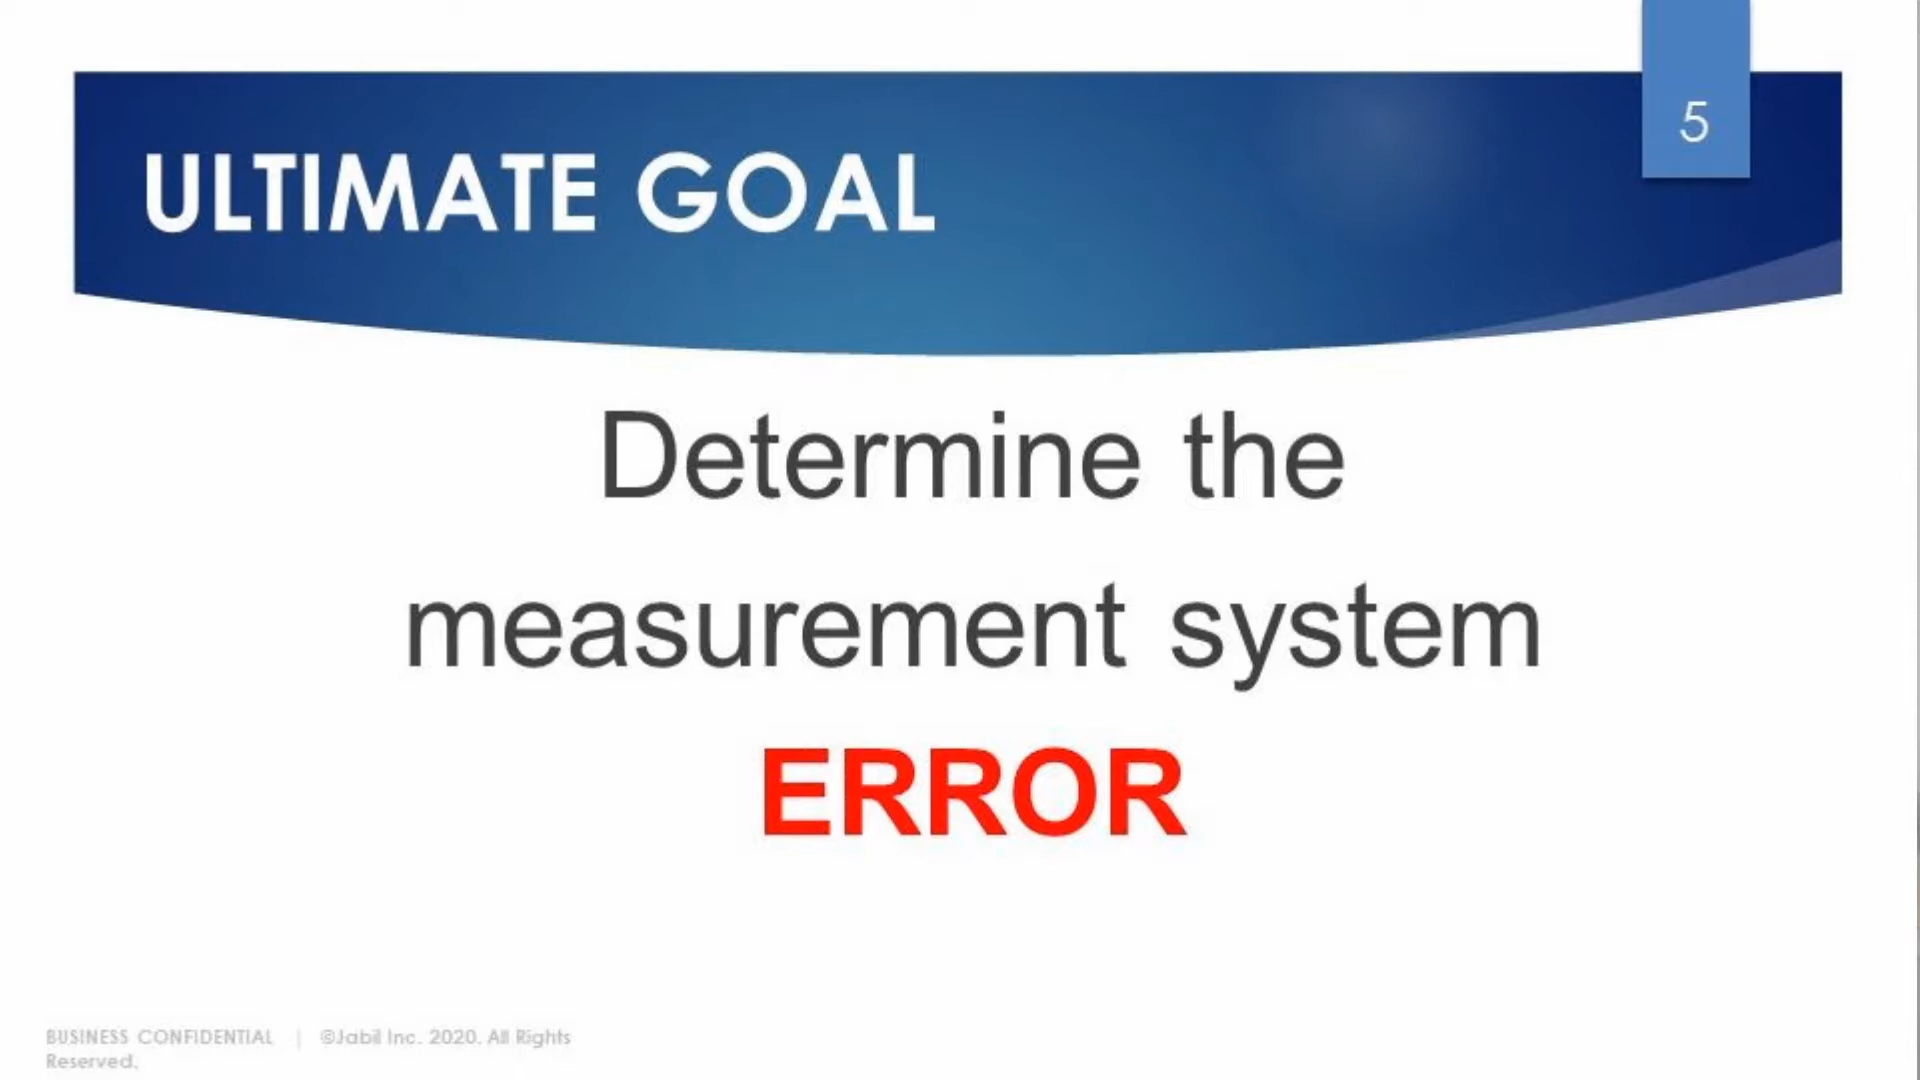 5
ULTIMATE GOAL
Determine the
measurement system
ERROR
BUSINESS CONFIDENTIAL | ©Jabil Inc. 2020. All Rights
Reserved.